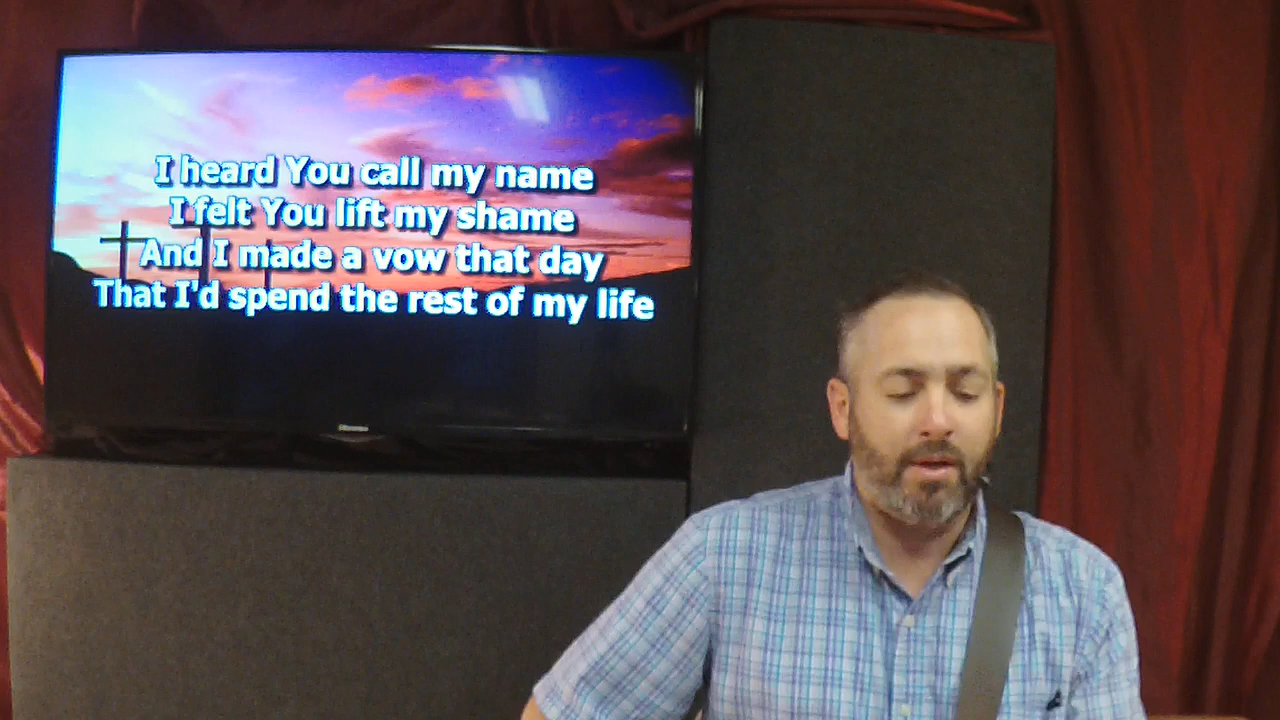 I heard You call my name
I felt You lift my shame
And I made a vow that day
That I'd spend the rest of my life